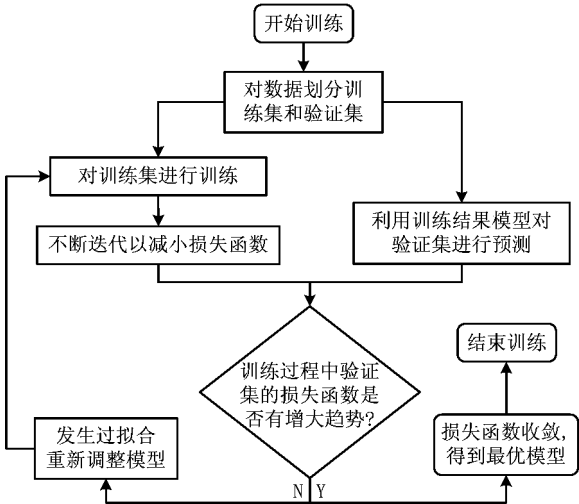 开始训练
对数据划分训
练集和验证集
对训练集进行训练
不断迭代以减小损失函数
利用训练结果模型对
验证集进行预测
训练过程中验证
集的损失函数是
否有增大趋势?
结束训练
发生过拟合
重新调整模型
损失函数收敛,
得到最优模型
N Y